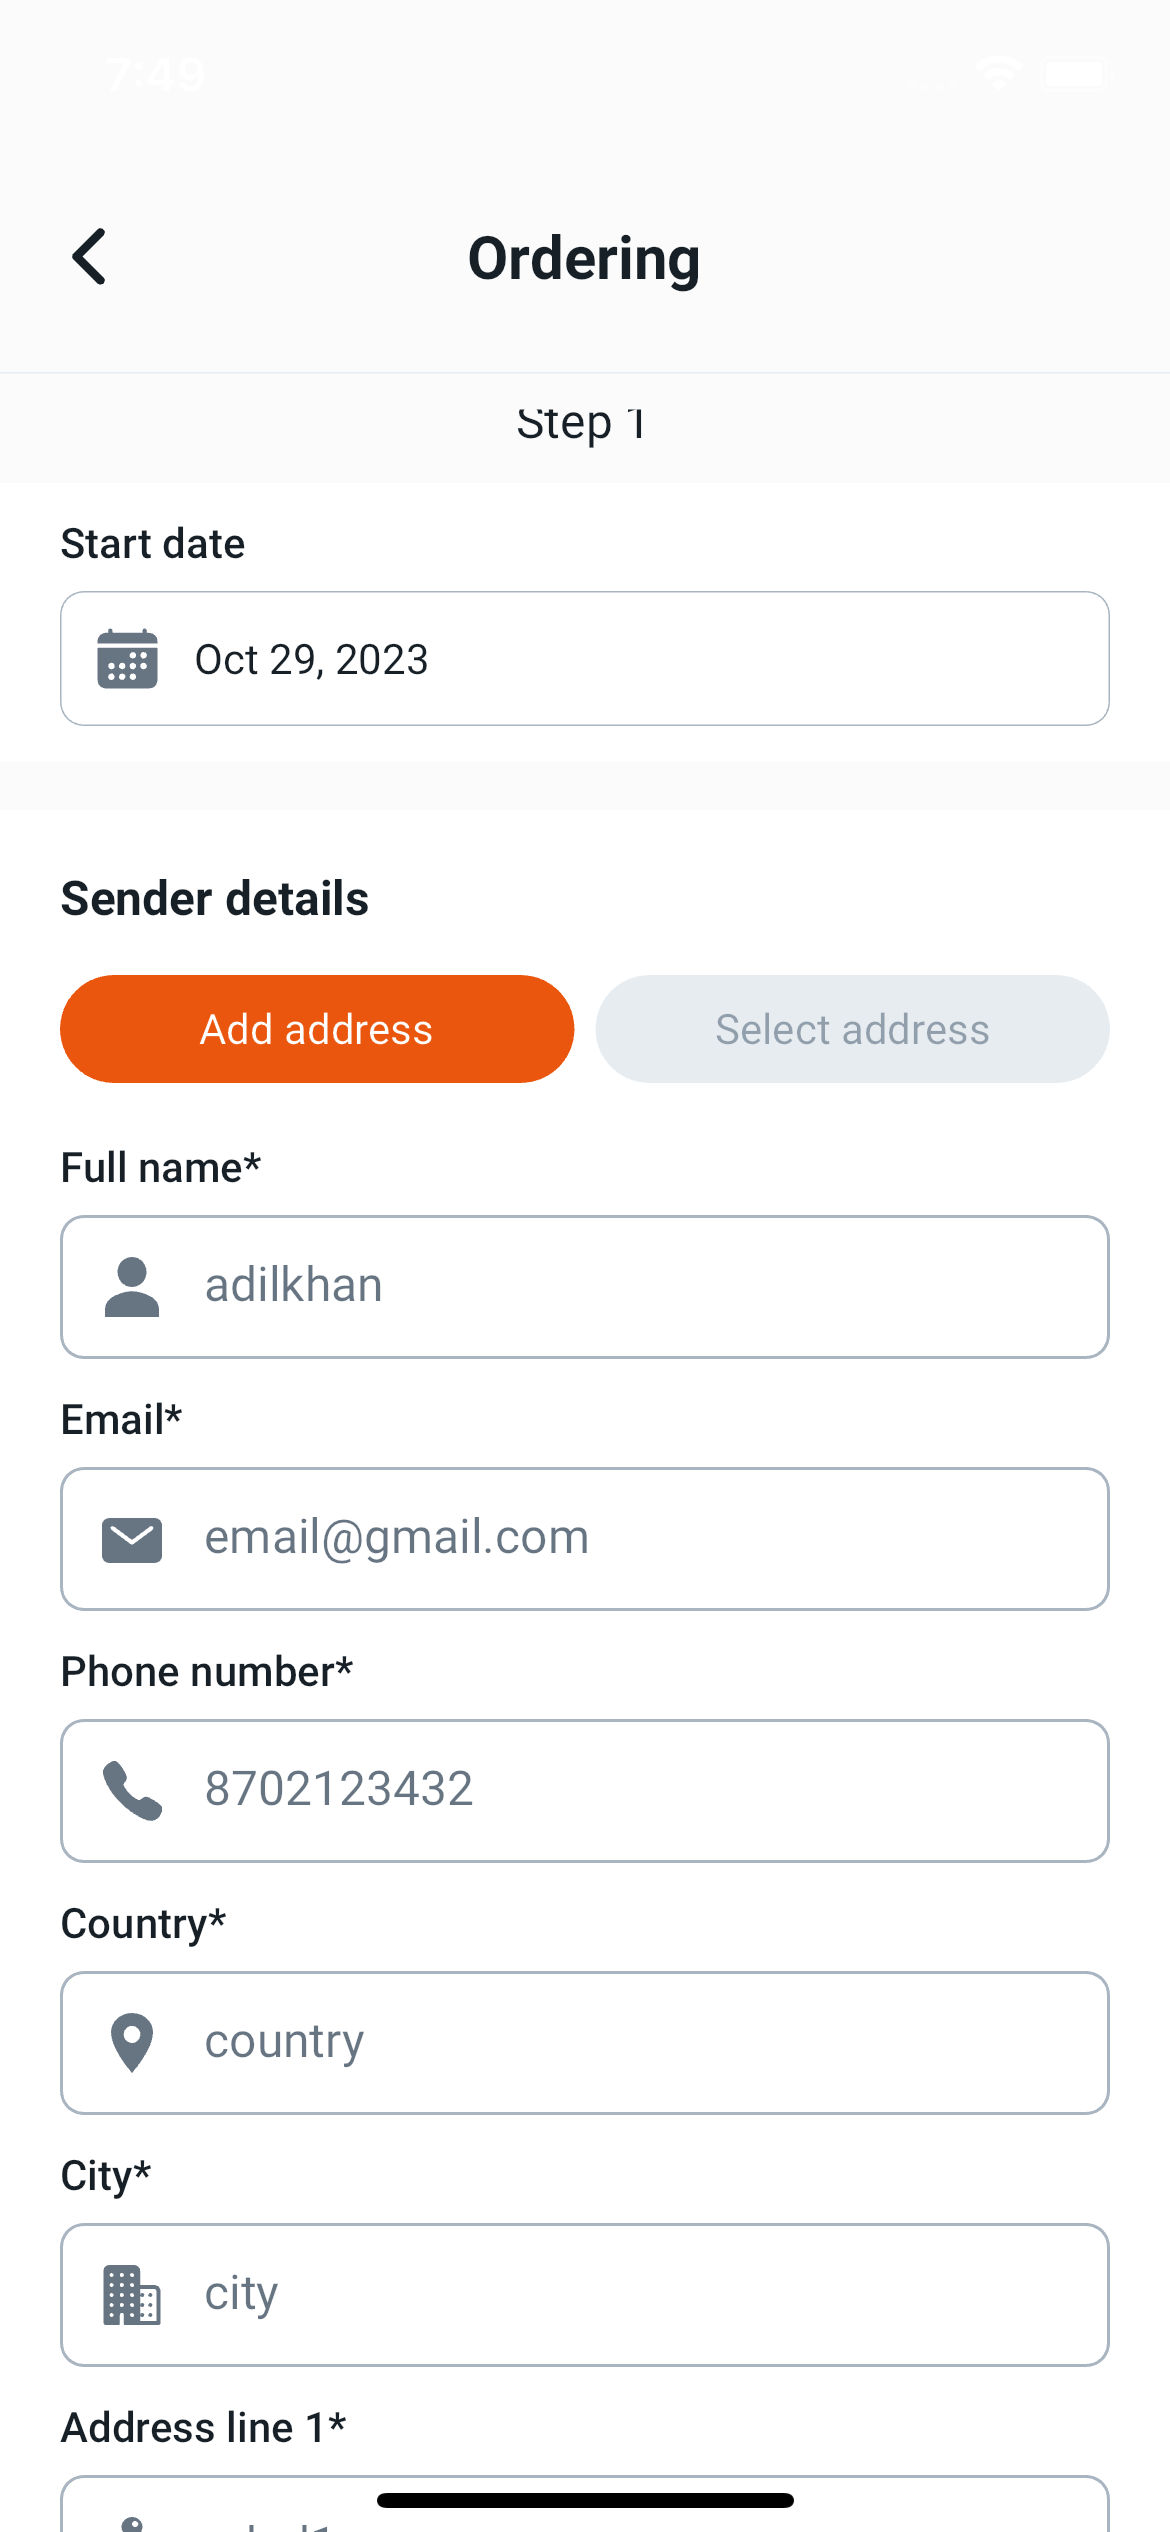 7:49
Ordering
Step 1
Start date
Oct 29, 2023
Sender details
Add address
Select address
Full name*
adilkhan
Email*
email@gmail.com
Phone number*
8702123432
Country*
country
City*
city
Address line 1*